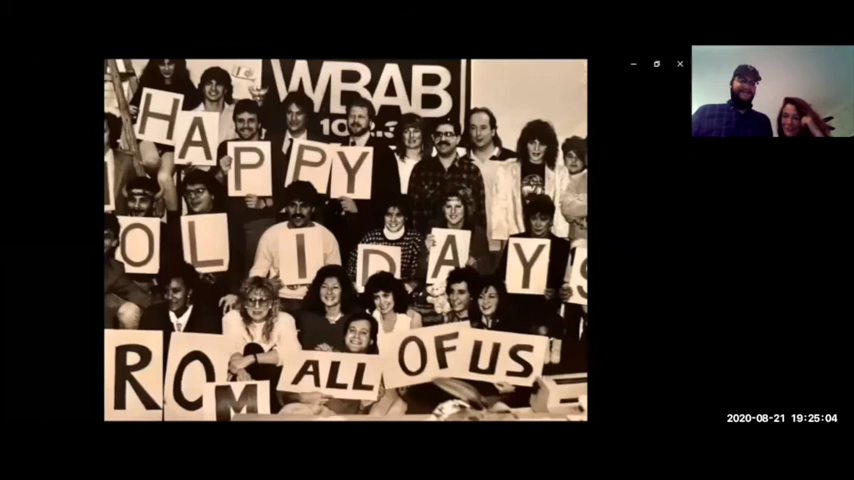 WBAB
102.3
HAPPY
OLIDAYS
ROM ALL OF US
2020-08-21 19:25:04